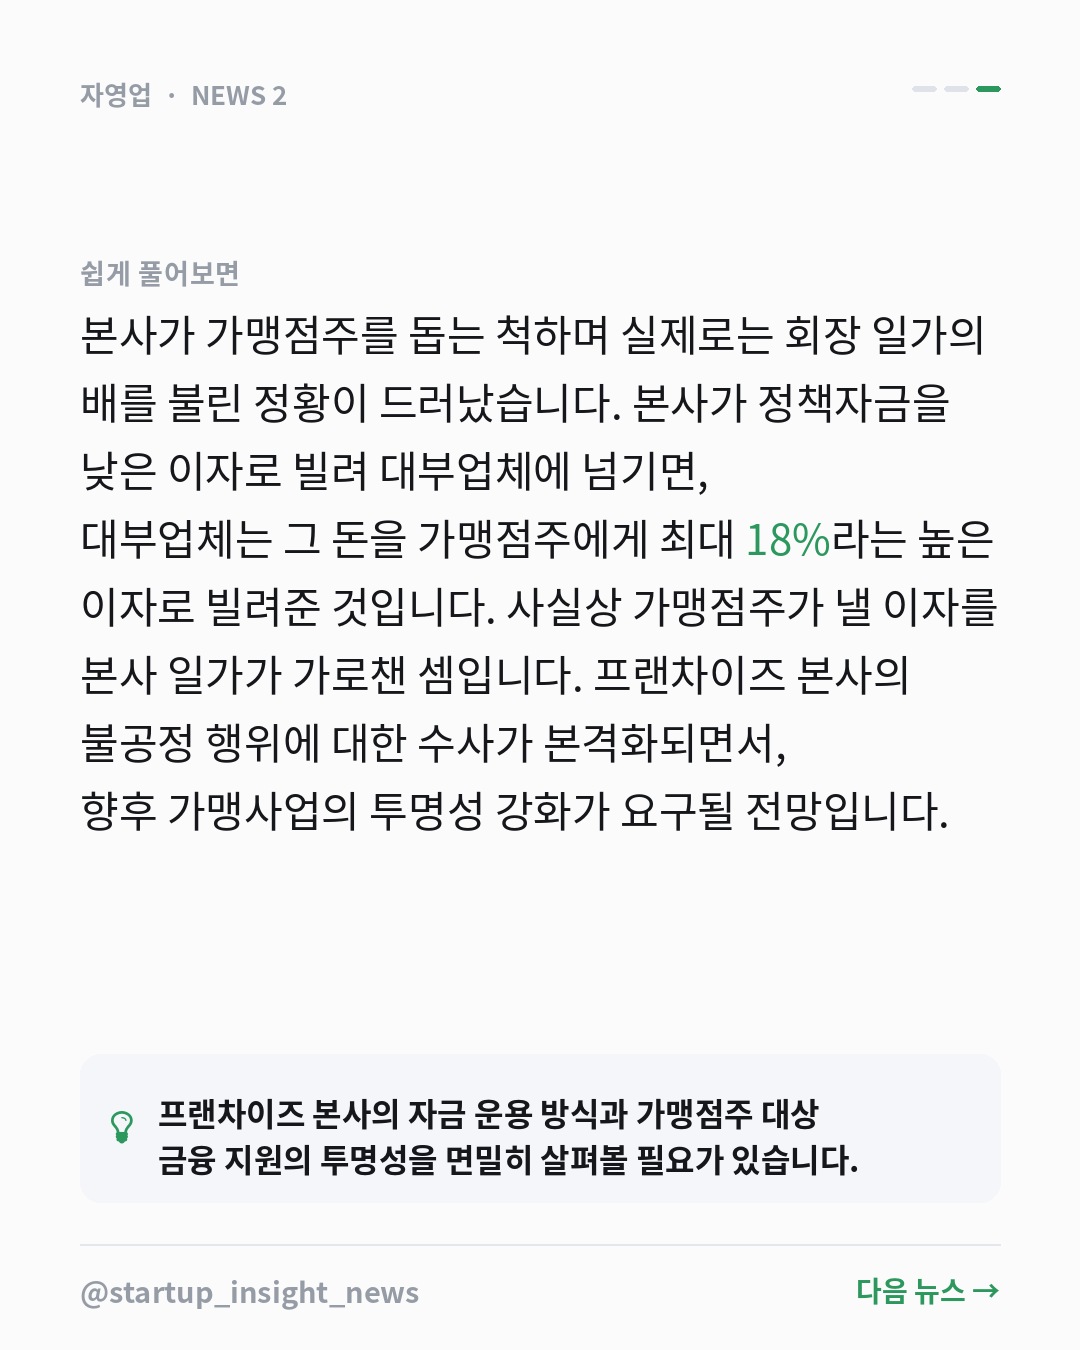 자영업 · NEWS 2
쉽게 풀어보면
본사가 가맹점주를 돕는 척하며 실제로는 회장 일가의
배를 불린 정황이 드러났습니다. 본사가 정책자금을
낮은 이자로 빌려 대부업체에 넘기면,
대부업체는 그 돈을 가맹점주에게 최대 18%라는 높은
이자로 빌려준 것입니다. 사실상 가맹점주가 낼 이자를
본사 일가가 가로챈 셈입니다. 프랜차이즈 본사의
불공정 행위에 대한 수사가 본격화되면서,
향후 가맹사업의 투명성 강화가 요구될 전망입니다.
프랜차이즈 본사의 자금 운용 방식과 가맹점주 대상
금융 지원의 투명성을 면밀히 살펴볼 필요가 있습니다.
@startup_insight_news
다음 뉴스 →